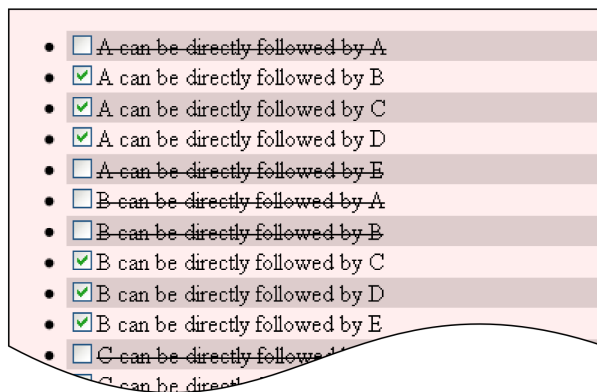 A can be directly followed by A
A can be directly followed by B
A can be directly followed by C
A can be directly followed by D
A can be directly followed by E
B can be directly followed by A
B can be directly followed by B
B can be directly followed by C
B can be directly followed by D
B can be directly followed by E
C can be directly followed
C can be